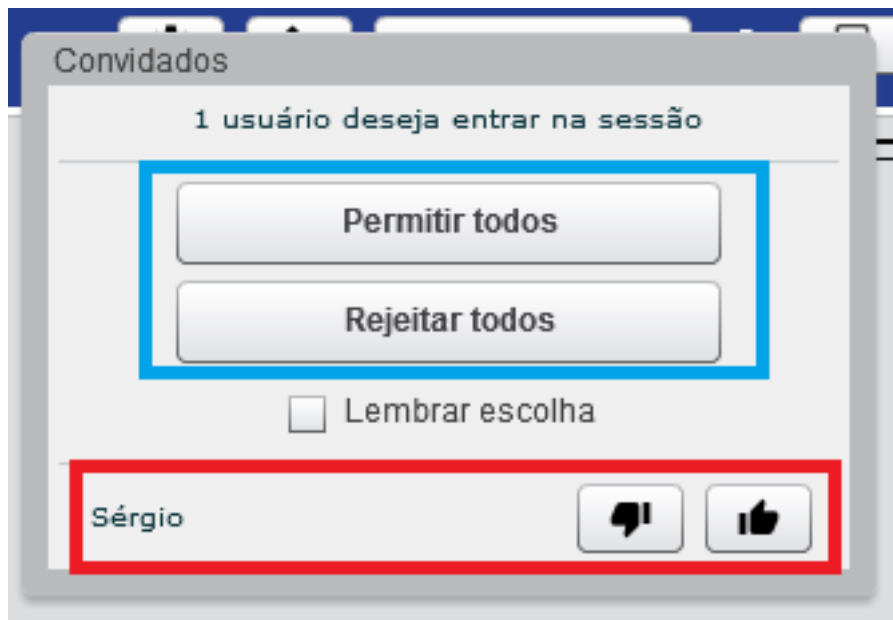 Convidados
1 usuário deseja entrar na sessão
Permitir todos
Rejeitar todos
Lembrar escolha
Sérgio